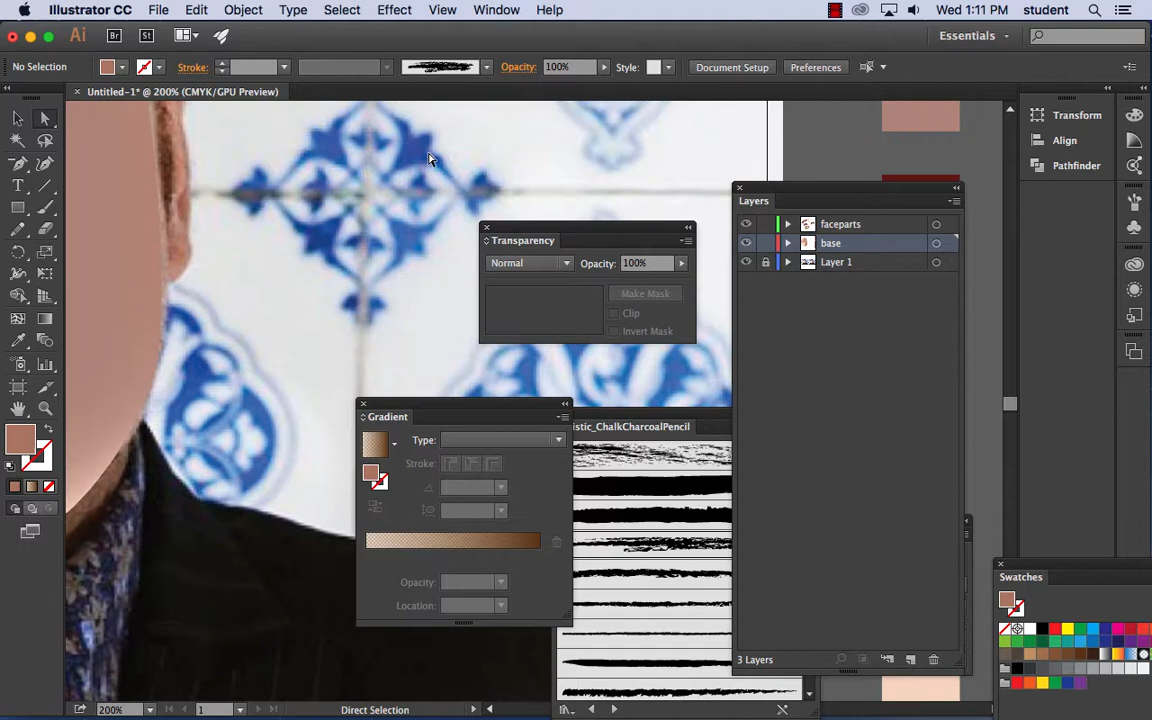 Illustrator CC File Edit Object Type Select Effect View Window Help Wed 1:11 PM student
Ai Br St Essentials
No Selection Stroke: Opacity: 100% Style: Document Setup Preferences
Untitled-1* @ 200% (CMYK/GPU Preview)
Transform
Align
Pathfinder
Layers
faceparts
base
Layer 1
3 Layers
Transparency
Normal Opacity: 100%
Make Mask
Clip
Invert Mask
Gradient
Type:
Stroke:
Opacity:
Location:
istic_ChalkCharcoalPencil
Swatches
200% 1 Direct Selection